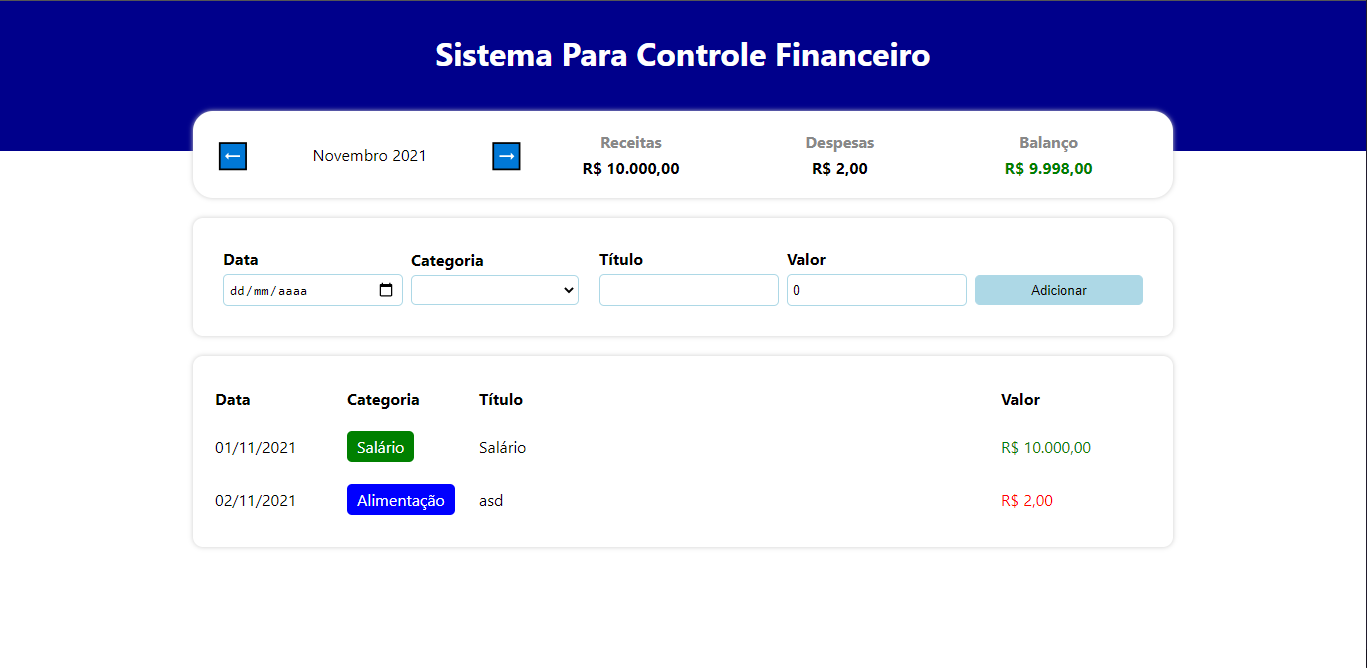 Sistema Para Controle Financeiro
← Novembro 2021 → Receitas Despesas Balanço
R$ 10.000,00 R$ 2,00 R$ 9.998,00
Data Categoria Título Valor
dd/mm/aaaa 0 Adicionar
Data Categoria Título Valor
01/11/2021 Salário Salário R$ 10.000,00
02/11/2021 Alimentação asd R$ 2,00